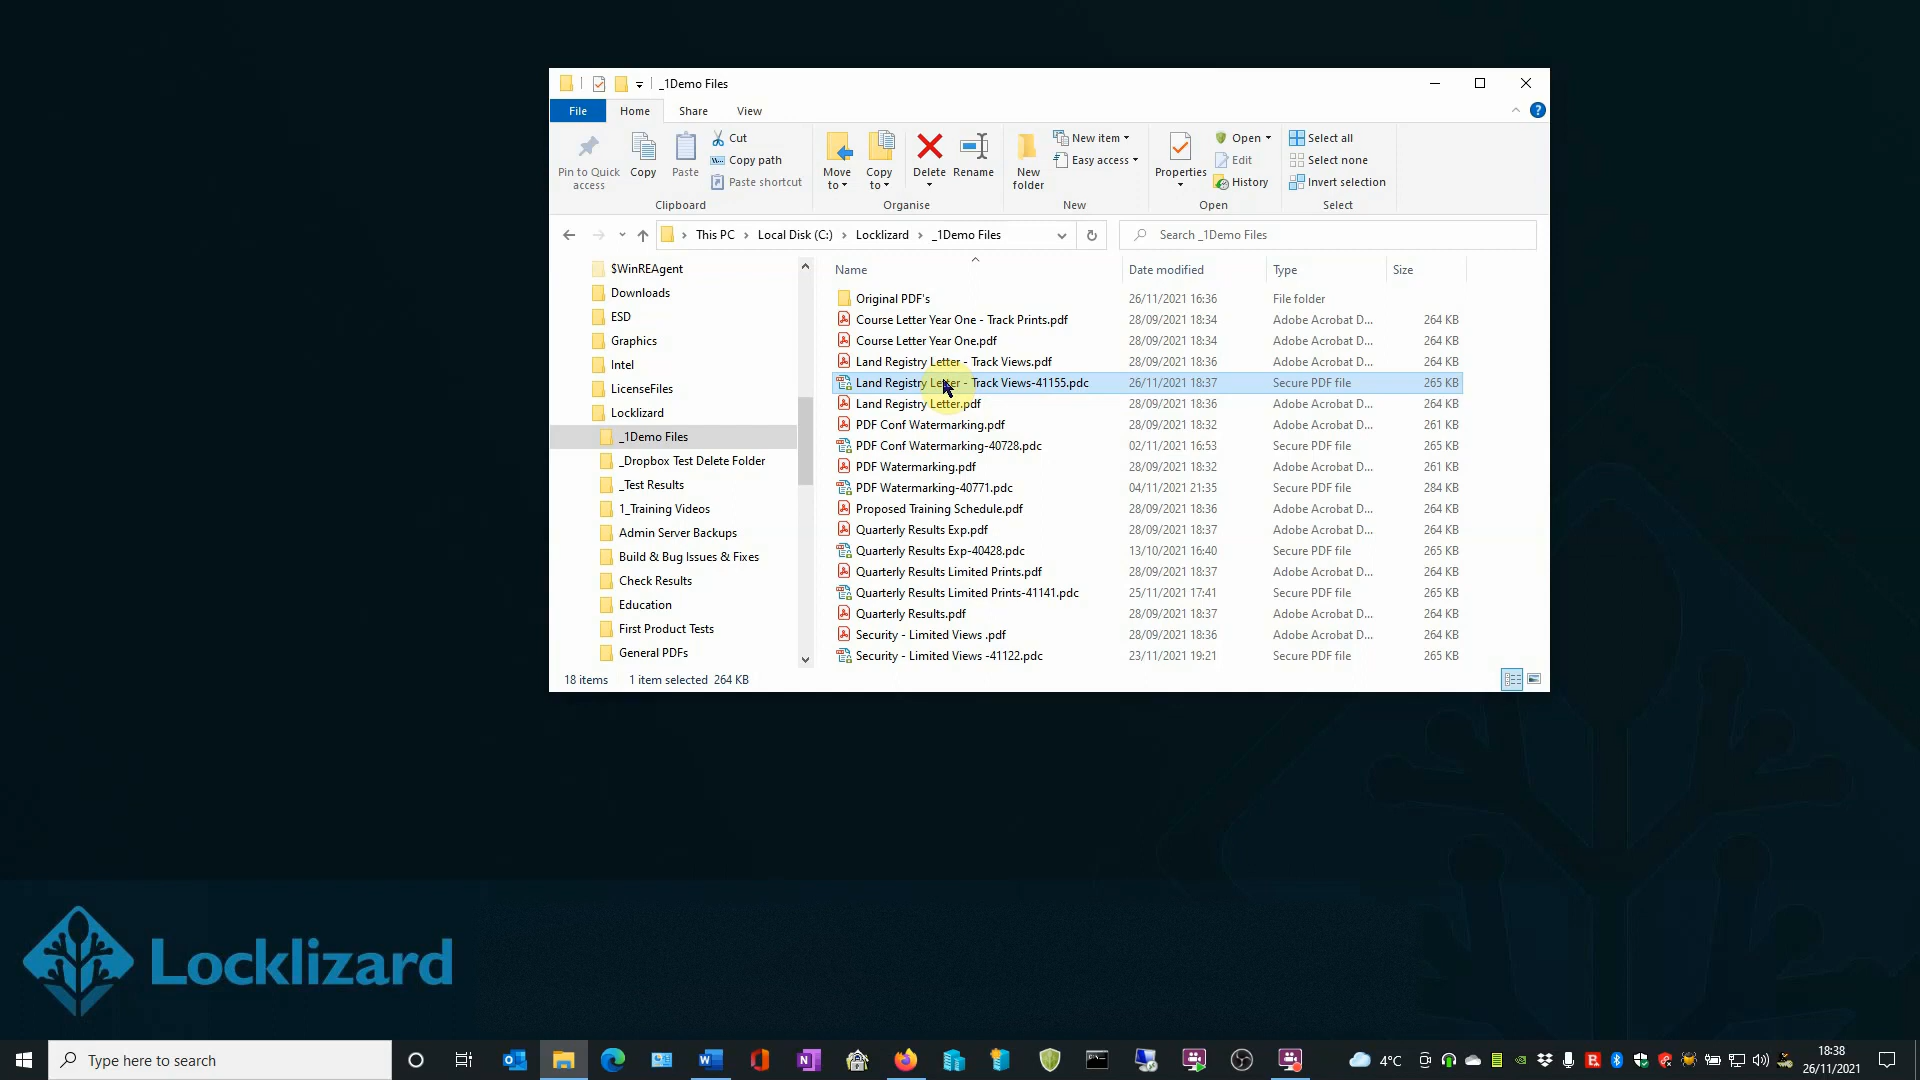 _1Demo Files
File Home Share View
Pin to Quick access
Copy
Paste
Cut
Copy path
Paste shortcut
Move to
Copy to
Delete
Rename
New folder
New item
Easy access
Properties
Open
Edit
History
Select all
Select none
Invert selection
Clipboard Organise New Open Select
This PC Local Disk (C:) Locklizard _1Demo Files
Search _1Demo Files
$WinREAgent
Downloads
ESD
Graphics
Intel
LicenseFiles
Locklizard
_1Demo Files
_Dropbox Test Delete Folder
_Test Results
1_Training Videos
Admin Server Backups
Build & Bug Issues & Fixes
Check Results
Education
First Product Tests
General PDFs
Name Date modified Type Size
Original PDF's 26/11/2021 16:36 File folder
Course Letter Year One - Track Prints.pdf 28/09/2021 18:34 Adobe Acrobat D... 264 KB
Course Letter Year One.pdf 28/09/2021 18:34 Adobe Acrobat D... 264 KB
Land Registry Letter - Track Views.pdf 28/09/2021 18:36 Adobe Acrobat D... 264 KB
Land Registry Letter - Track Views-41155.pdc 26/11/2021 18:37 Secure PDF file 265 KB
Land Registry Letter.pdf 28/09/2021 18:36 Adobe Acrobat D... 264 KB
PDF Conf Watermarking.pdf 28/09/2021 18:32 Adobe Acrobat D... 261 KB
PDF Conf Watermarking-40728.pdc 02/11/2021 16:53 Secure PDF file 265 KB
PDF Watermarking.pdf 28/09/2021 18:32 Adobe Acrobat D... 261 KB
PDF Watermarking-40771.pdc 04/11/2021 21:35 Secure PDF file 284 KB
Proposed Training Schedule.pdf 28/09/2021 18:36 Adobe Acrobat D... 264 KB
Quarterly Results Exp.pdf 28/09/2021 18:37 Adobe Acrobat D... 264 KB
Quarterly Results Exp-40428.pdc 13/10/2021 16:40 Secure PDF file 265 KB
Quarterly Results Limited Prints.pdf 28/09/2021 18:37 Adobe Acrobat D... 264 KB
Quarterly Results Limited Prints-41141.pdc 25/11/2021 17:41 Secure PDF file 265 KB
Quarterly Results.pdf 28/09/2021 18:37 Adobe Acrobat D... 264 KB
Security - Limited Views .pdf 28/09/2021 18:36 Adobe Acrobat D... 264 KB
Security - Limited Views -41122.pdc 23/11/2021 19:21 Secure PDF file 265 KB
18 items 1 item selected 264 KB
Locklizard
Type here to search
4°C
18:38
26/11/2021